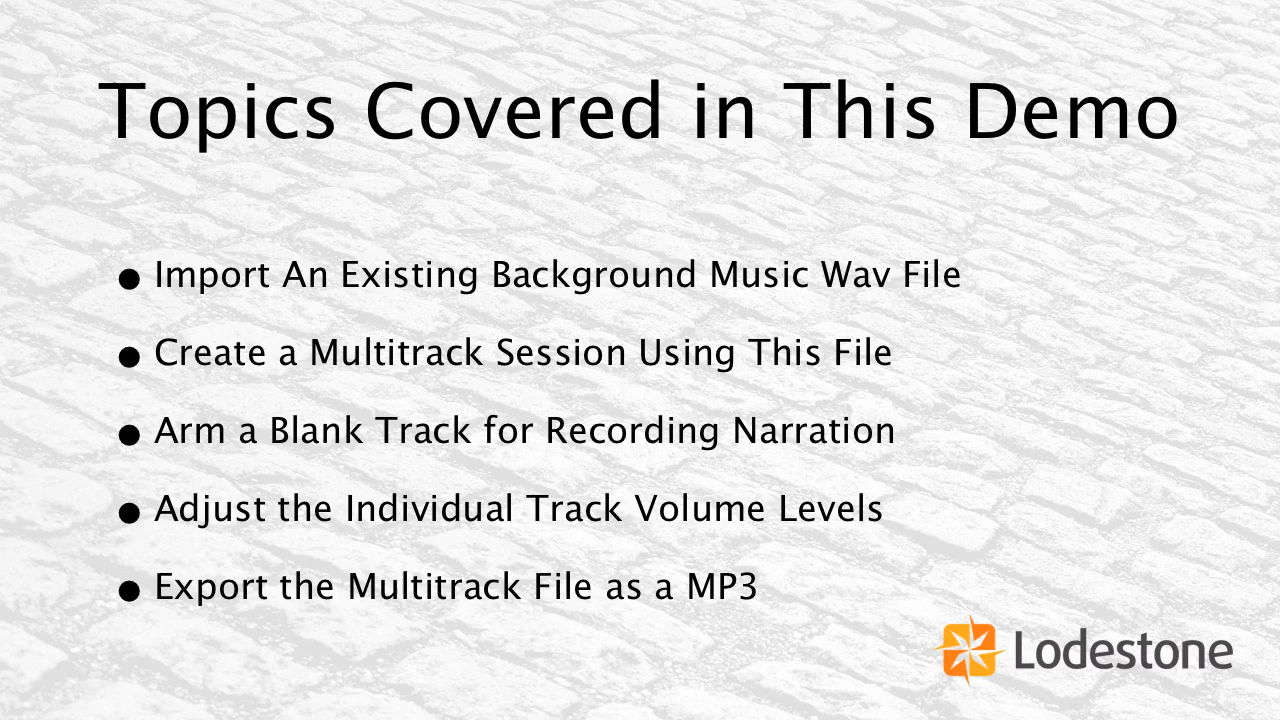 Topics Covered in This Demo
• Import An Existing Background Music Wav File
• Create a Multitrack Session Using This File
• Arm a Blank Track for Recording Narration
• Adjust the Individual Track Volume Levels
• Export the Multitrack File as a MP3
Lodestone